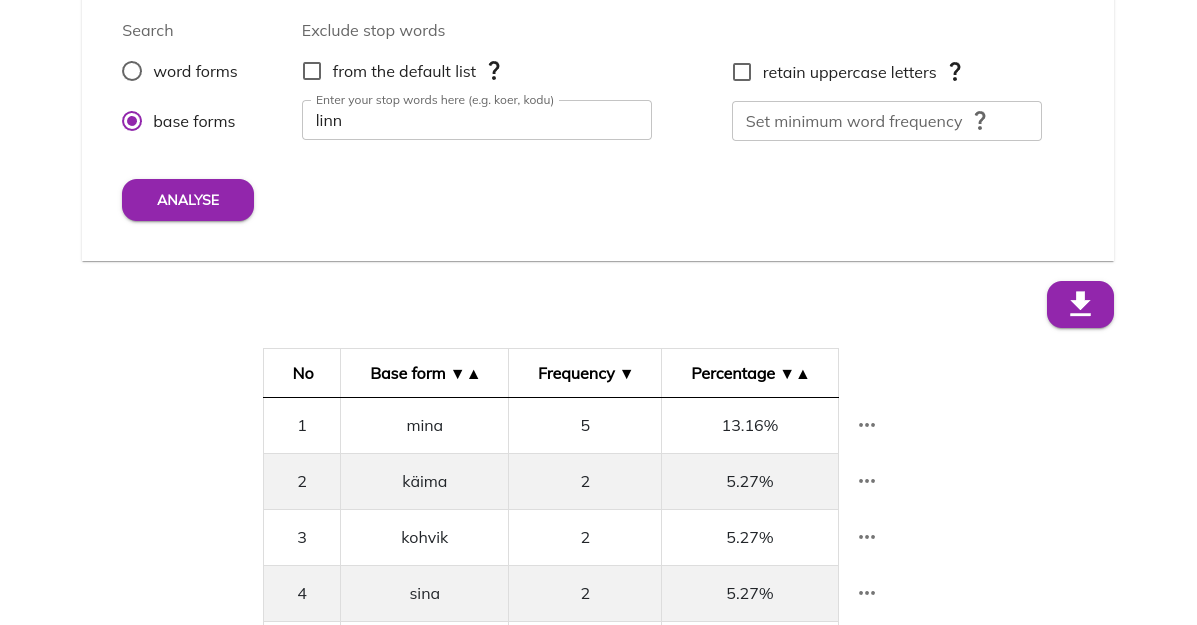 Search
Exclude stop words
word forms
from the default list ?
retain uppercase letters ?
base forms
Enter your stop words here (e.g. koer, kodu)
linn
Set minimum word frequency ?
ANALYSE
No Base form ▼▲ Frequency ▼ Percentage ▼▲
1 mina 5 13.16%
2 käima 2 5.27%
3 kohvik 2 5.27%
4 sina 2 5.27%